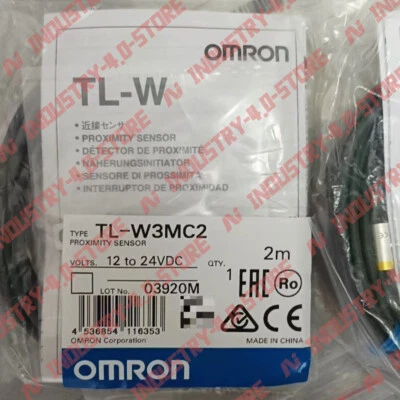 OMRON
TL-W
• 近接センサ
• PROXIMITY SENSOR
• DÉTECTEUR DE PROXIMITÉ
• NÄHERUNGSINITIATOR
• SENSORE DI PROSSIMITÀ
• INTERRUPTOR DE PROXIMIDAD
TYPE TL-W3MC2 2m
PROXIMITY SENSOR
VOLTS. 12 to 24VDC QTY. 1
LOT No. 03920M
EAC
Ro
4 536854 116353
OMRON Corporation
MADE IN CHINA
OMRON
INDUSTRY-4.0-STORE